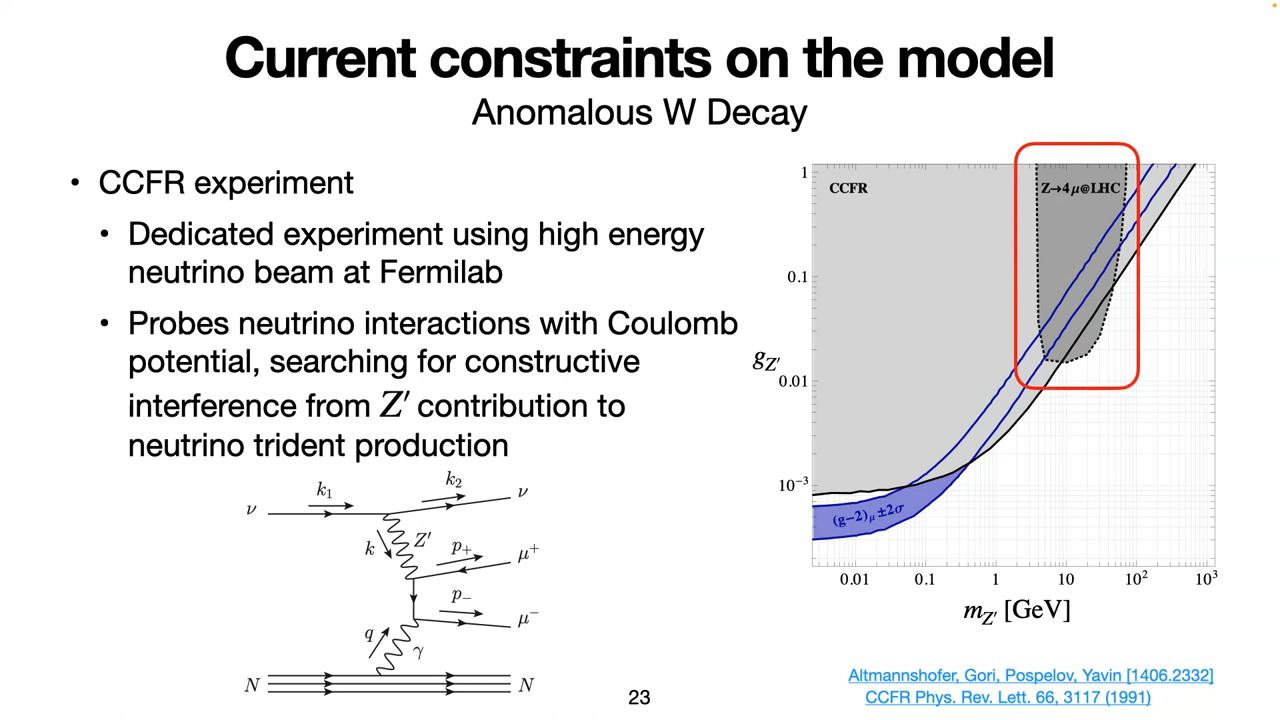 Current constraints on the model
Anomalous W Decay
• CCFR experiment
• Dedicated experiment using high energy
neutrino beam at Fermilab
• Probes neutrino interactions with Coulomb
potential, searching for constructive
interference from Z′ contribution to
neutrino trident production
k₁
k₂
ν
ν
k
Z′
p₊
μ⁺
p₋
μ⁻
q
γ
N
N
CCFR
Z→4μ@LHC
(g−2)μ ±2σ
1
0.1
0.01
10⁻³
g_Z′
0.01
0.1
1
10
10²
10³
m_Z′ [GeV]
Altmannshofer, Gori, Pospelov, Yavin [1406.2332]
CCFR Phys. Rev. Lett. 66, 3117 (1991)
23